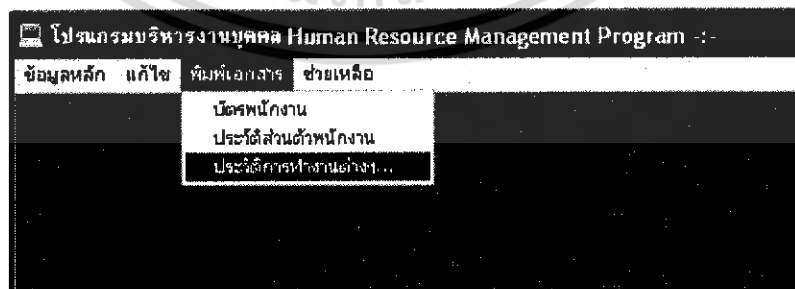 โปรแกรมบริหารงานบุคคล Human Resource Management Program -:-
ข้อมูลหลัก แก้ไข พิมพ์เอกสาร ช่วยเหลือ
บัตรพนักงาน
ประวัติส่วนตัวพนักงาน
ประวัติการทำงานต่างๆ...